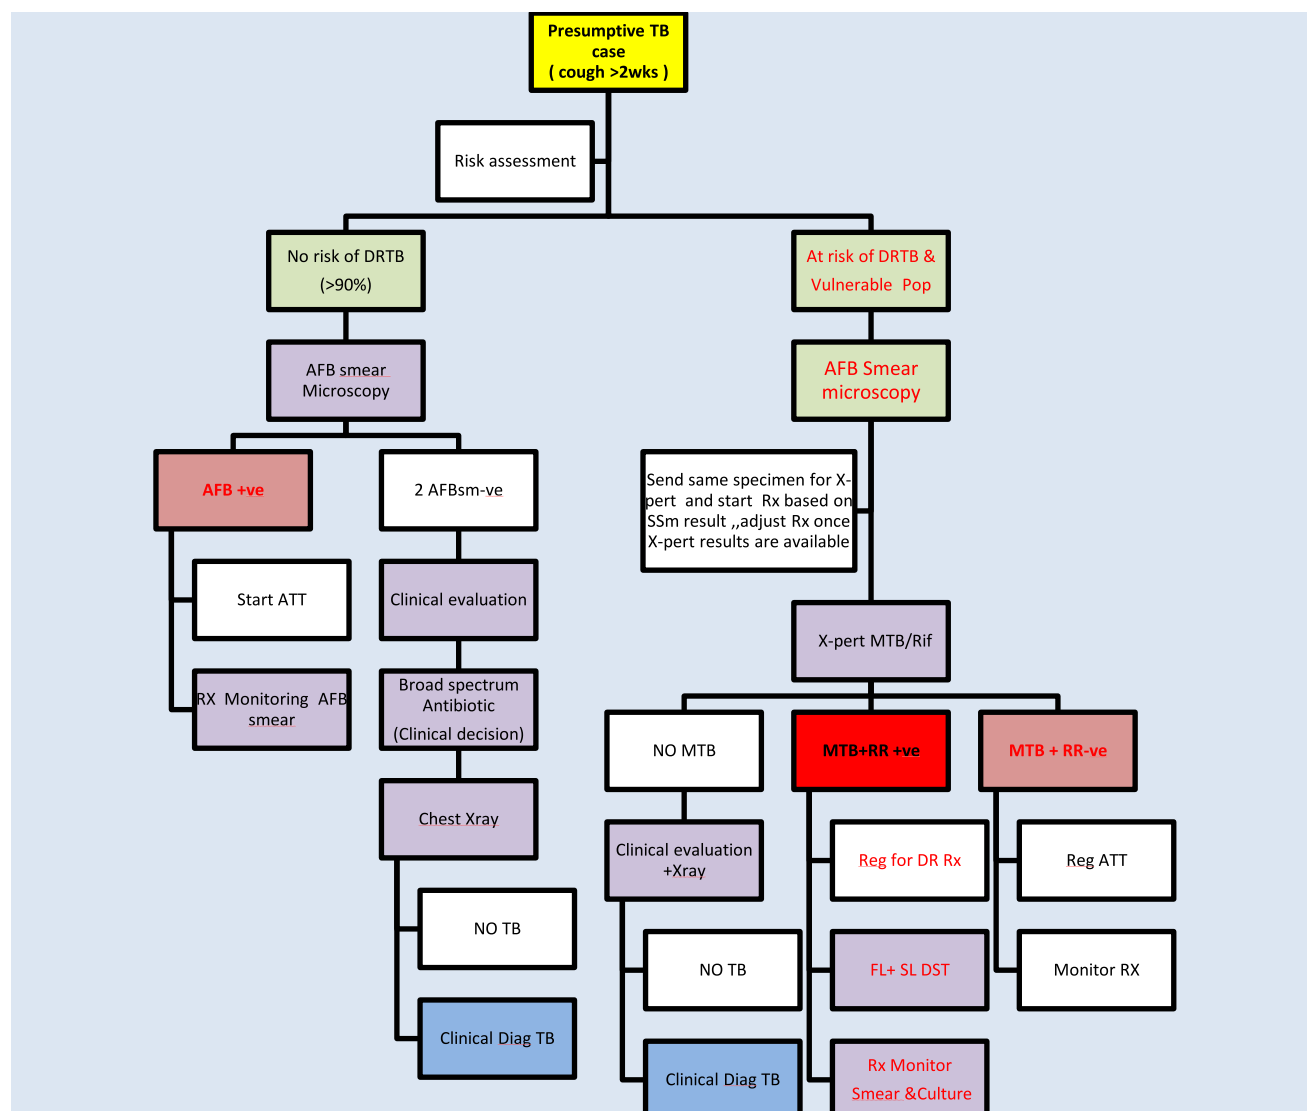 Presumptive TB
case
( cough >2wks )
Risk assessment
No risk of DRTB
(>90%)
At risk of DRTB &
Vulnerable Pop
AFB smear
Microscopy
AFB Smear
microscopy
AFB +ve
2 AFBsm-ve
Send same specimen for X-
pert and start Rx based on
SSm result ,,adjust Rx once
X-pert results are available
Start ATT
Clinical evaluation
RX Monitoring AFB
smear
Broad spectrum
Antibiotic
(Clinical decision)
X-pert MTB/Rif
Chest Xray
NO MTB
MTB+RR +ve
MTB + RR-ve
NO TB
Clinical Diag TB
Clinical evaluation
+Xray
Reg for DR Rx
Reg ATT
NO TB
FL+ SL DST
Monitor RX
Clinical Diag TB
Rx Monitor
Smear &Culture